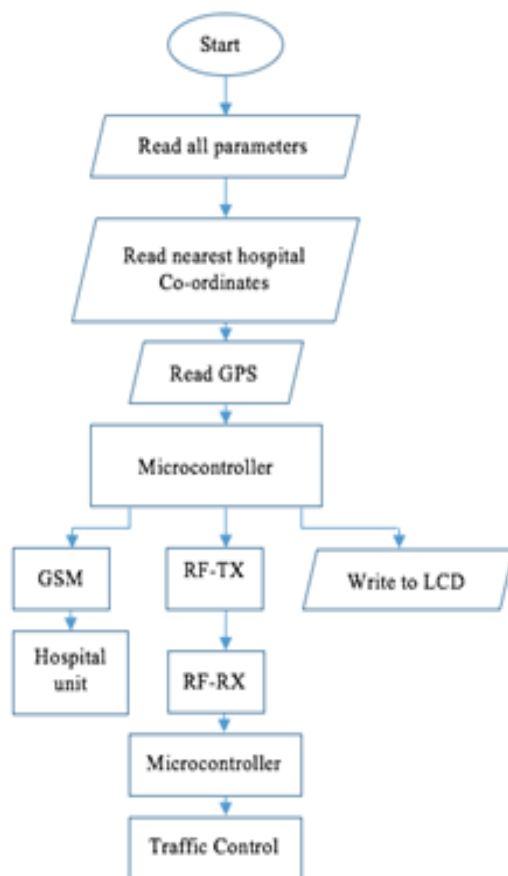 Start
Read all parameters
Read nearest hospital
Co-ordinates
Read GPS
Microcontroller
GSM
RF-TX
Write to LCD
Hospital
unit
RF-RX
Microcontroller
Traffic Control